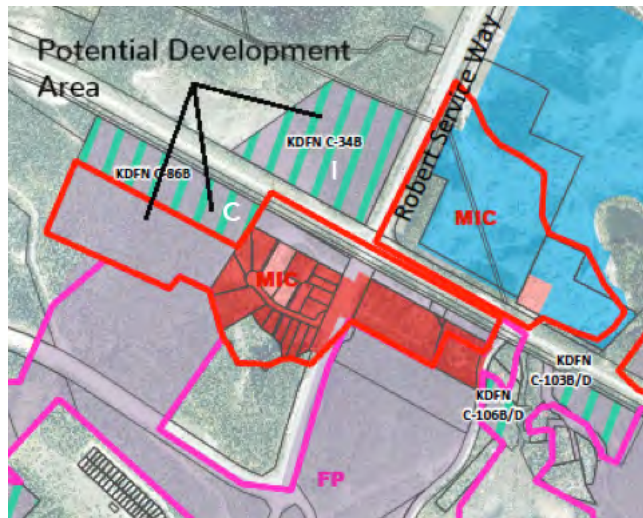 Potential Development
Area
Robert Service Way
KDFN C-34B
I
KDFN C-86B
C
MIC
MIC
KDFN
C-103B/D
KDFN
C-106B/D
FP